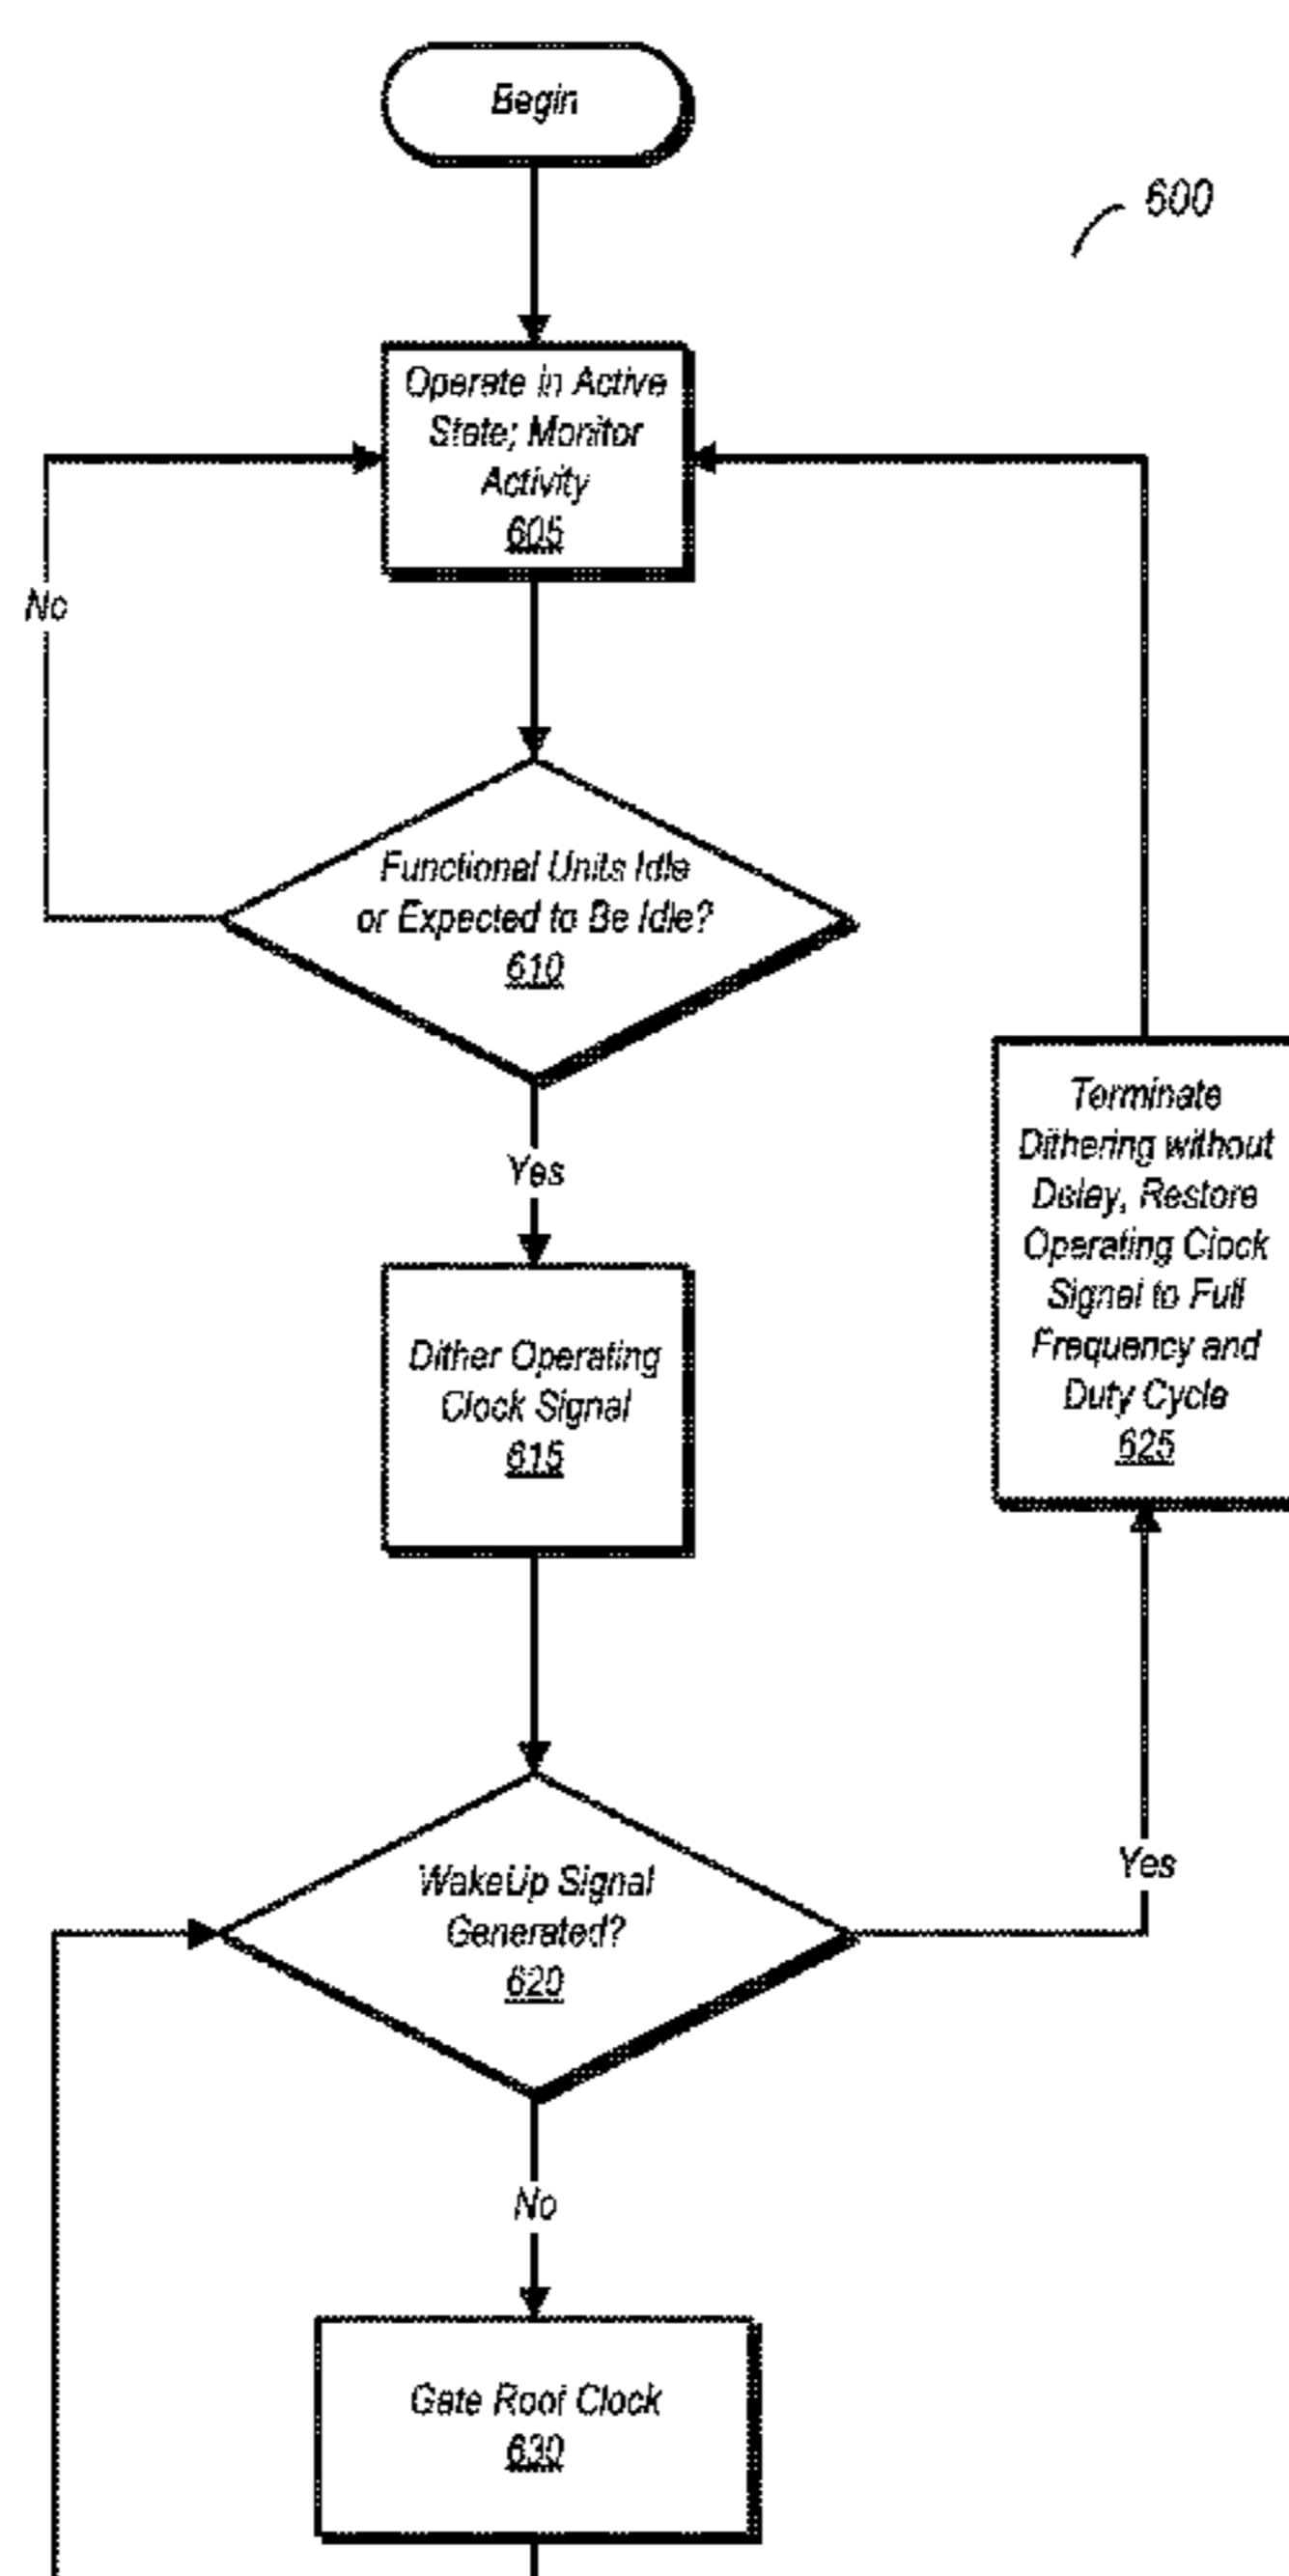 Begin
600
Operate in Active
State; Monitor
Activity
605
No
Functional Units Idle
or Expected to Be Idle?
610
Yes
Terminate
Dithering without
Delay, Restore
Operating Clock
Signal to Full
Frequency and
Duty Cycle
625
Dither Operating
Clock Signal
615
WakeUp Signal
Generated?
620
Yes
No
Gate Root Clock
630